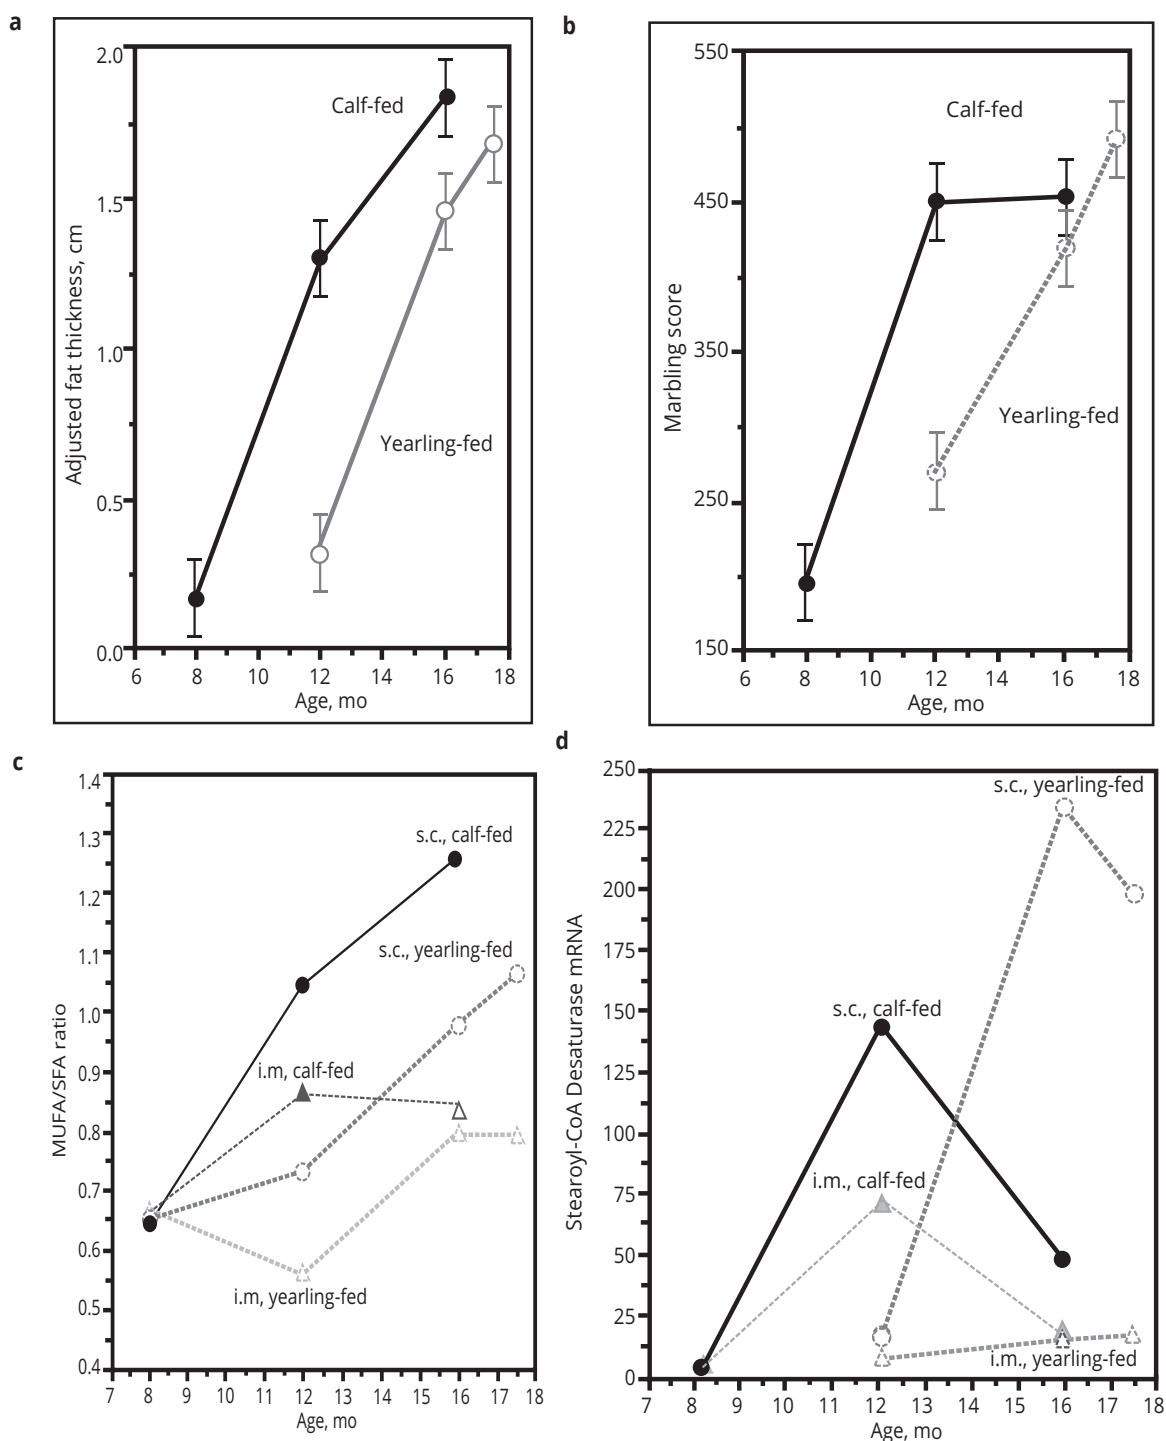 a
2.0
1.5
1.0
0.5
0.0
Adjusted fat thickness, cm
Calf-fed
Yearling-fed
6 8 10 12 14 16 18
Age, mo
b
550
450
350
250
150
Marbling score
Calf-fed
Yearling-fed
6 8 10 12 14 16 18
Age, mo
c
1.4
1.3
1.2
1.1
1.0
0.9
0.8
0.7
0.6
0.5
0.4
MUFA/SFA ratio
s.c., calf-fed
s.c., yearling-fed
i.m, calf-fed
i.m, yearling-fed
7 8 9 10 11 12 13 14 15 16 17 18
Age, mo
d
250
225
200
175
150
125
100
75
50
25
0
Stearoyl-CoA Desaturase mRNA
s.c., yearling-fed
s.c., calf-fed
i.m., calf-fed
i.m., yearling-fed
7 8 9 10 11 12 13 14 15 16 17 18
Age, mo